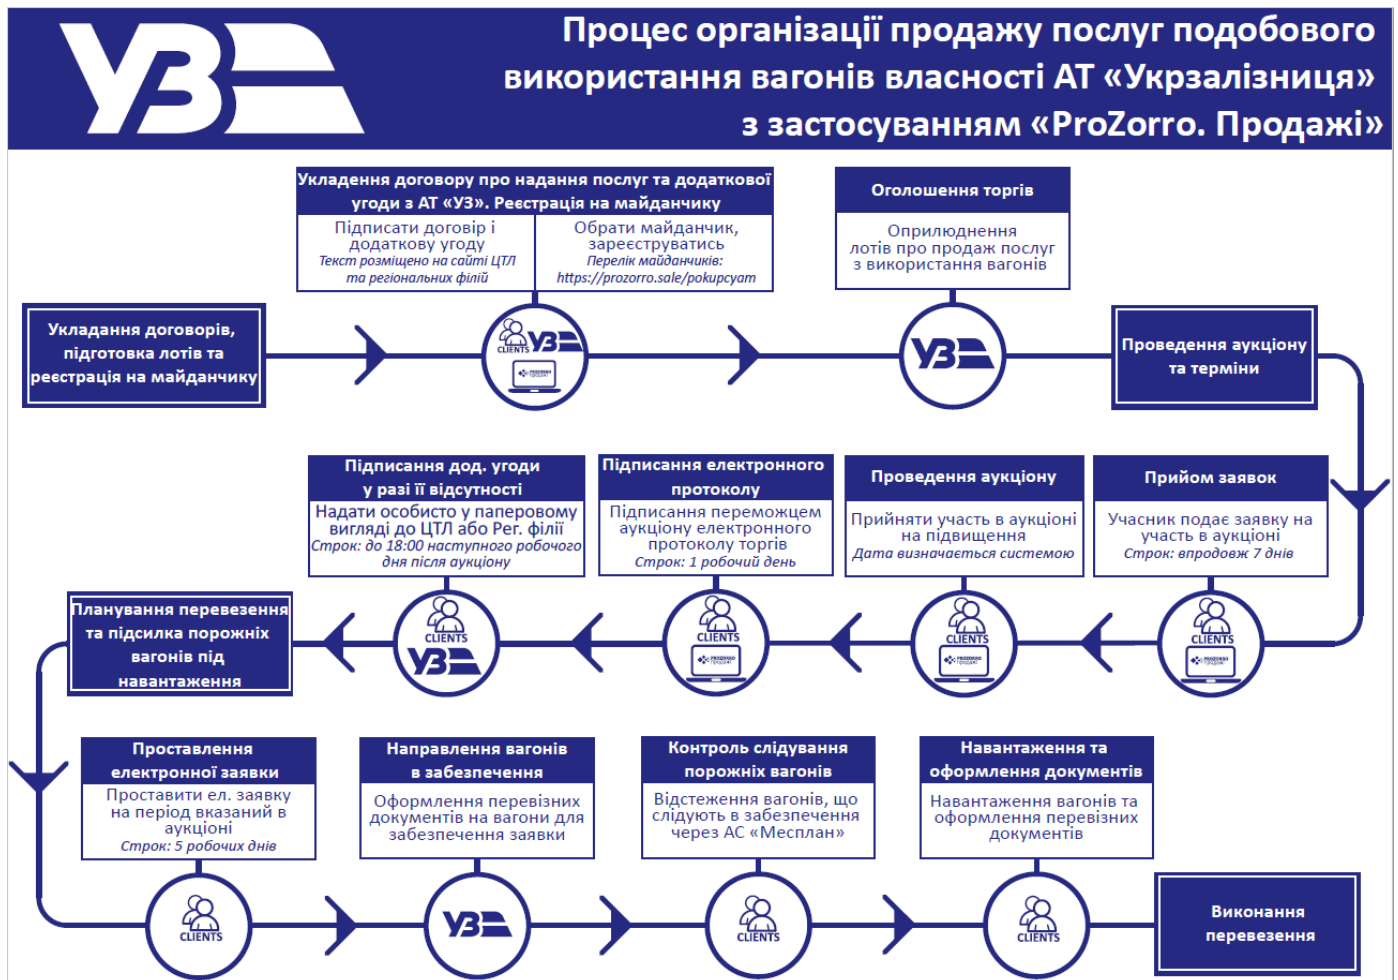 УЗ
Процес організації продажу послуг подобового
використання вагонів власності АТ «Укрзалізниця»
з застосуванням «ProZorro. Продажі»
Укладення договору про надання послуг та додаткової
угоди з АТ «УЗ». Реєстрація на майданчику
Підписати договір і
додаткову угоду
Текст розміщено на сайті ЦТЛ
та регіональних філій
Обрати майданчик,
зареєструватись
Перелік майданчиків:
https://prozorro.sale/pokupcyam
Оголошення торгів
Оприлюднення
лотів про продаж послуг
з використання вагонів
Укладання договорів,
підготовка лотів та
реєстрація на майданчику
CLIENTS
УЗ
PROZORRO
продажі
УЗ
Проведення аукціону
та терміни
Підписання дод. угоди
у разі її відсутності
Надати особисто у паперовому
вигляді до ЦТЛ або Рег. філії
Строк: до 18:00 наступного робочого
дня після аукціону
Підписання електронного
протоколу
Підписання переможцем
аукціону електронного
протоколу торгів
Строк: 1 робочий день
Проведення аукціону
Прийняти участь в аукціоні
на підвищення
Дата визначається системою
Прийом заявок
Учасник подає заявку на
участь в аукціоні
Строк: впродовж 7 днів
Планування перевезення
та підсилка порожніх
вагонів під
навантаження
CLIENTS
УЗ
CLIENTS
PROZORRO
продажі
CLIENTS
PROZORRO
продажі
CLIENTS
PROZORRO
продажі
Проставлення
електронної заявки
Проставити ел. заявку
на період вказаний в
аукціоні
Строк: 5 робочих днів
Направлення вагонів
в забезпечення
Оформлення перевізних
документів на вагони для
забезпечення заявки
Контроль слідування
порожніх вагонів
Відстеження вагонів, що
слідують в забезпечення
через АС «Месплан»
Навантаження та
оформлення документів
Навантаження вагонів та
оформлення перевізних
документів
CLIENTS
УЗ
CLIENTS
CLIENTS
Виконання
перевезення